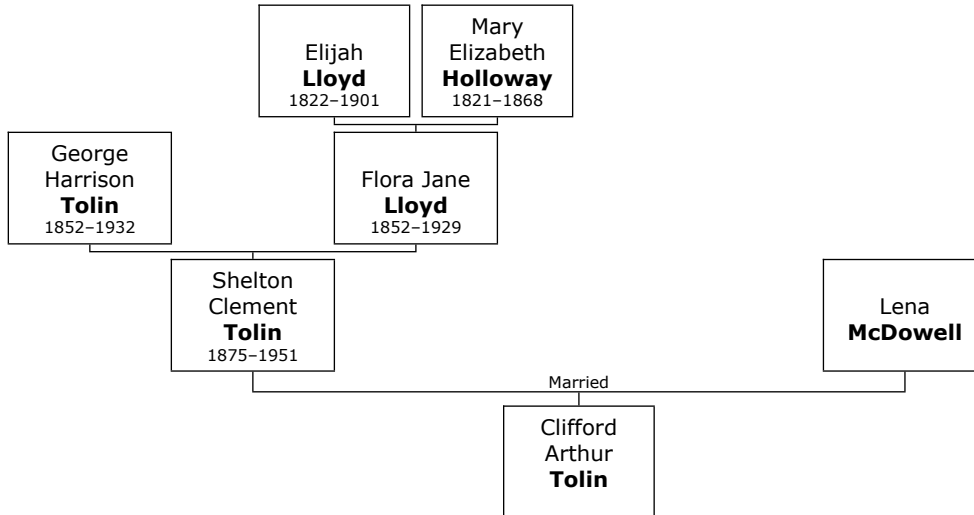 Elijah
Lloyd
1822–1901
Mary
Elizabeth
Holloway
1821–1868
George
Harrison
Tolin
1852–1932
Flora Jane
Lloyd
1852–1929
Shelton
Clement
Tolin
1875–1951
Lena
McDowell
Married
Clifford
Arthur
Tolin